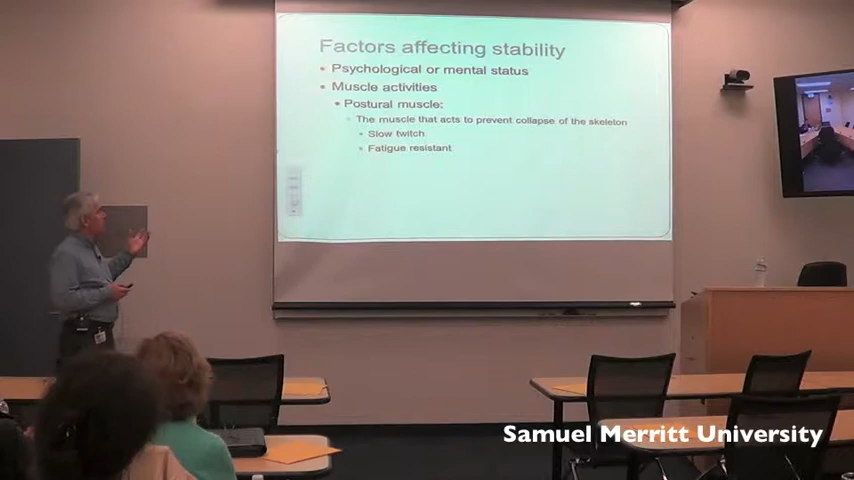 Factors affecting stability
• Psychological or mental status
• Muscle activities
• Postural muscle:
• The muscle that acts to prevent collapse of the skeleton
• Slow twitch
• Fatigue resistant
Samuel Merritt University